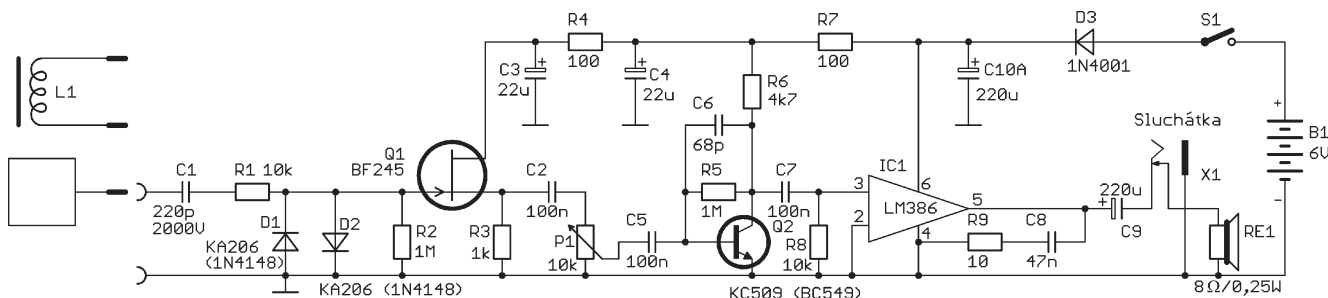 R4
100
R7
100
D3
1N4001
S1
L1
C3
+
22u
C4
+
22u
R6
4k7
C10A
+
220u
C6
68p
Sluchátka
+
B1
6V
-
Q1
BF245
C1
220p
2000V
R1 10k
C2
100n
R5
1M
C7
100n
IC1
LM386
3
2
6
5
4
220u
+
C9
X1
D1
KA206
(1N4148)
D2
KA206 (1N4148)
R2
1M
R3
1k
P1
10k
C5
100n
Q2
KC509 (BC549)
R8
10k
R9
10
C8
47n
RE1
8Ω/0,25W